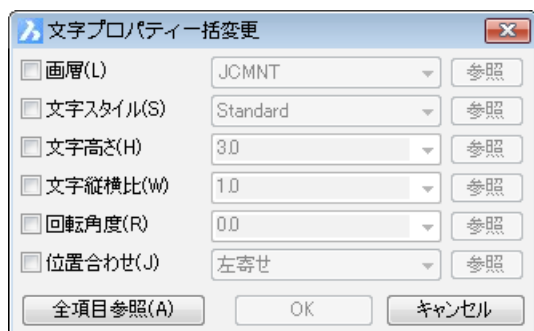 文字プロパティ一括変更
画層(L) JCMNT 参照
文字スタイル(S) Standard 参照
文字高さ(H) 3.0 参照
文字縦横比(W) 1.0 参照
回転角度(R) 0.0 参照
位置合わせ(J) 左寄せ 参照
全項目参照(A) OK キャンセル